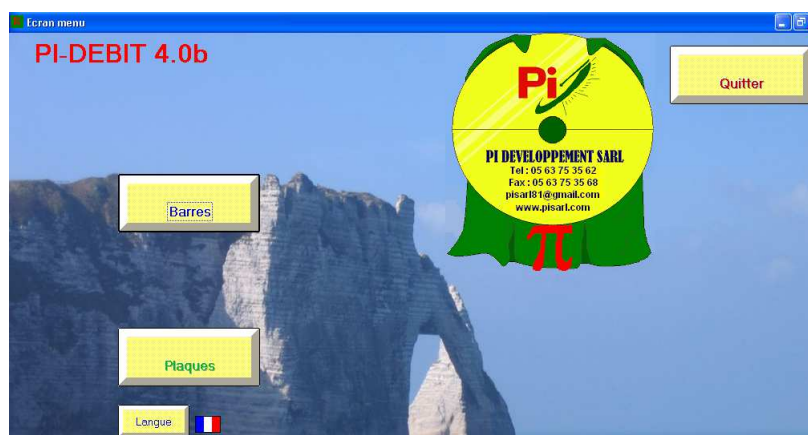 Ecran menu
PI-DEBIT 4.0b
Pi
Quitter
PI DEVELOPPEMENT SARL
Tel : 05 63 75 35 62
Fax : 05 63 75 35 68
pisarl81@gmail.com
www.pisarl.com
π
Barres
Plaques
Langue